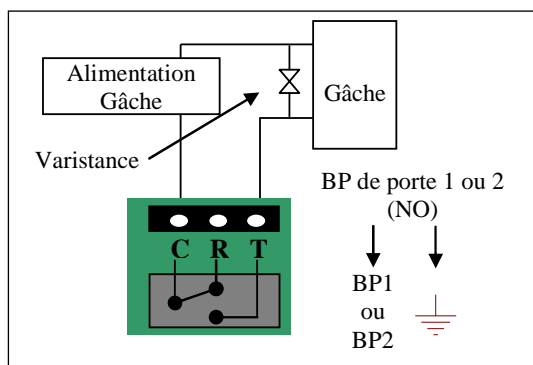 Alimentation
Gâche
Gâche
Varistance
C R T
BP de porte 1 ou 2
(NO)
BP1
ou
BP2